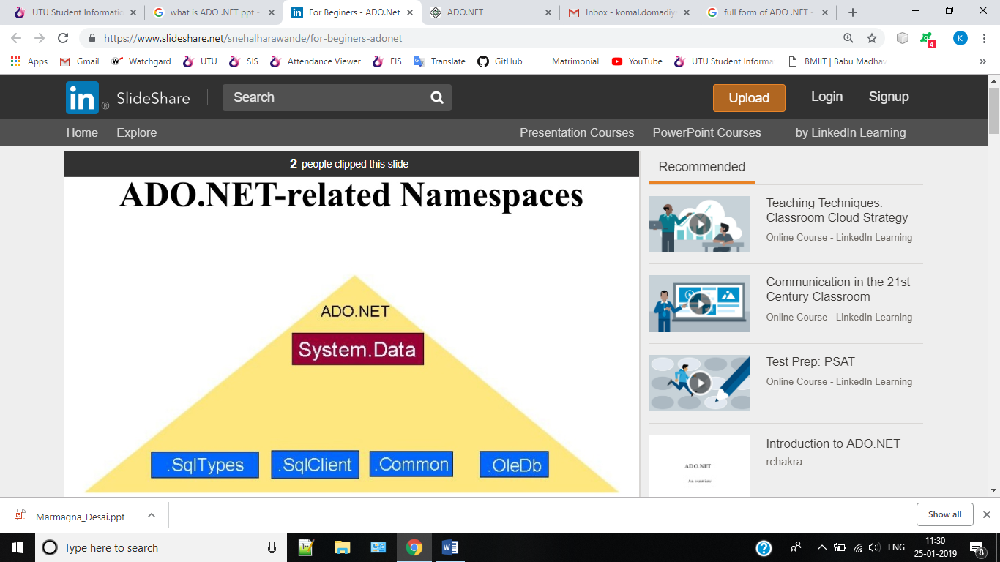 UTU Student Informatio
what is ADO .NET ppt -
For Beginers - ADO.Net
ADO.NET
Inbox - komal.domadiy
full form of ADO .NET -
https://www.slideshare.net/snehalharawande/for-beginers-adonet
4
K
Apps
Gmail
Watchgard
UTU
SIS
Attendance Viewer
EIS
Translate
GitHub
Matrimonial
YouTube
UTU Student Informa
BMIIT | Babu Madhav
»
in ® SlideShare
Search
Upload
Login
Signup
Home
Explore
Presentation Courses
PowerPoint Courses
by LinkedIn Learning
2 people clipped this slide
ADO.NET-related Namespaces
ADO.NET
System.Data
.SqlTypes
.SqlClient
.Common
.OleDb
Recommended
Teaching Techniques:
Classroom Cloud Strategy
Online Course - LinkedIn Learning
Communication in the 21st
Century Classroom
Online Course - LinkedIn Learning
Test Prep: PSAT
Online Course - LinkedIn Learning
ADO.NET
An overview
Introduction to ADO.NET
rchakra
Marmagna_Desai.ppt
Show all
Type here to search
ENG
11:30
25-01-2019
8